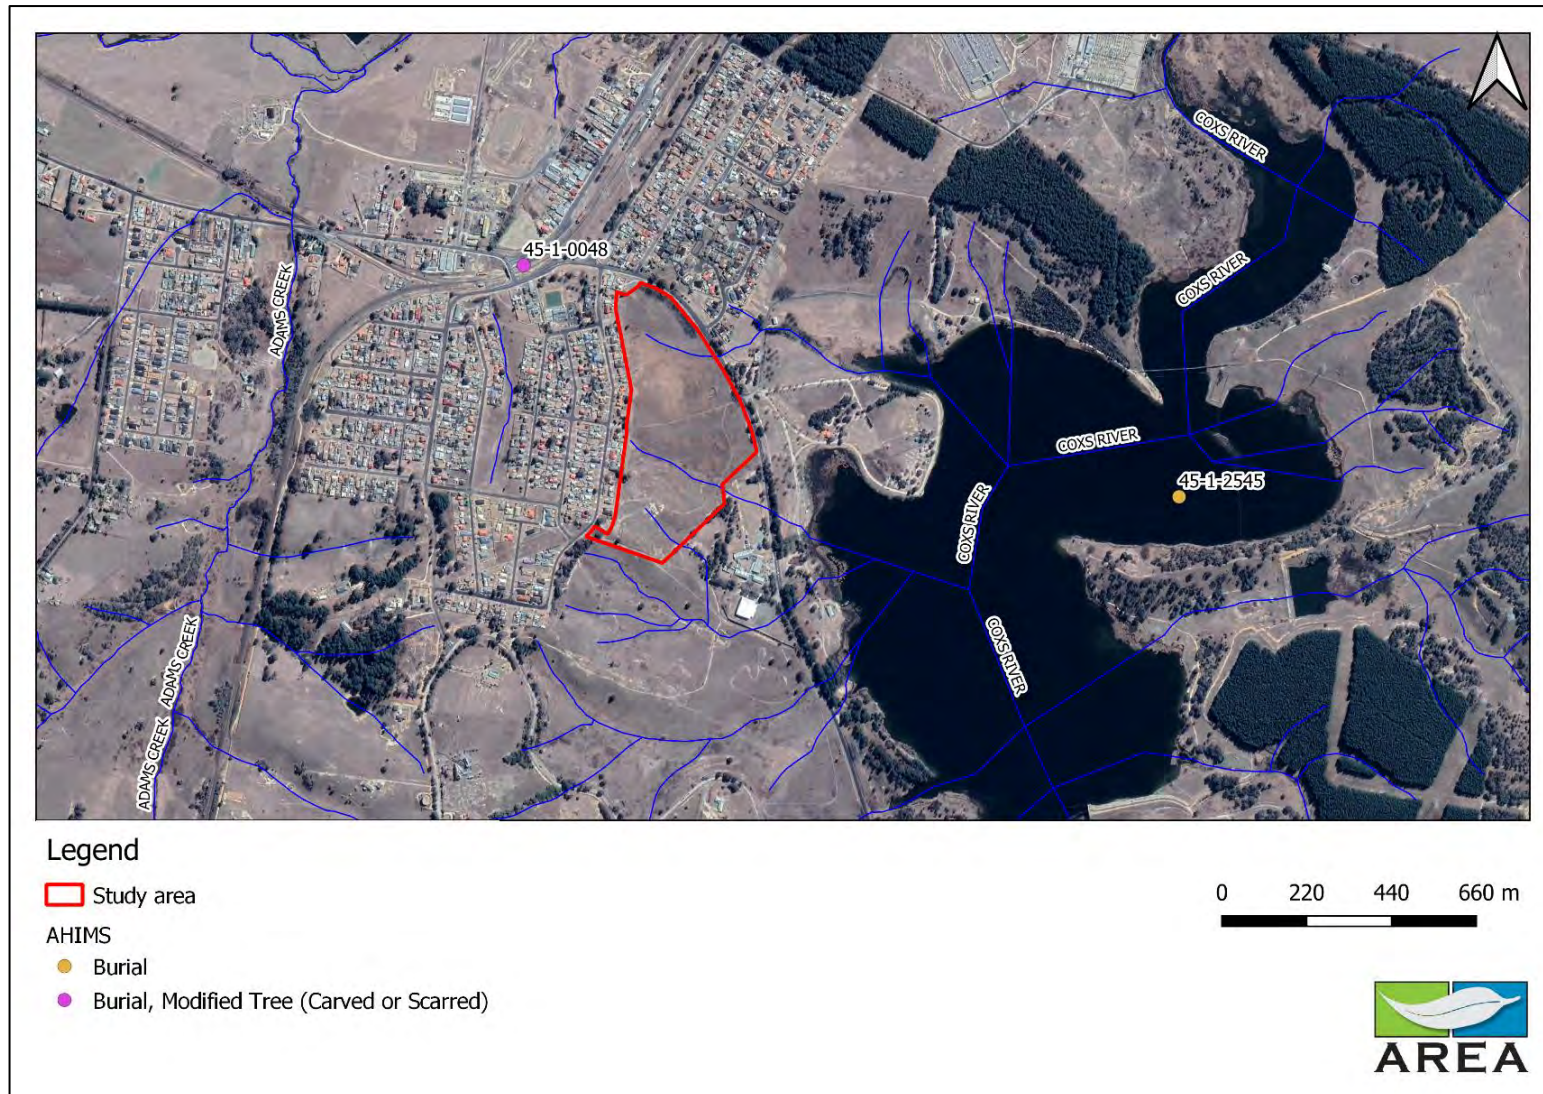 COXS RIVER
45-1-0048
ADAMS CREEK
COXS RIVER
COXS RIVER
45-1-2545
COXS RIVER
COXS RIVER
ADAMS CREEK
ADAMS CREEK
Legend
Study area
AHIMS
Burial
Burial, Modified Tree (Carved or Scarred)
0 220 440 660 m
AREA